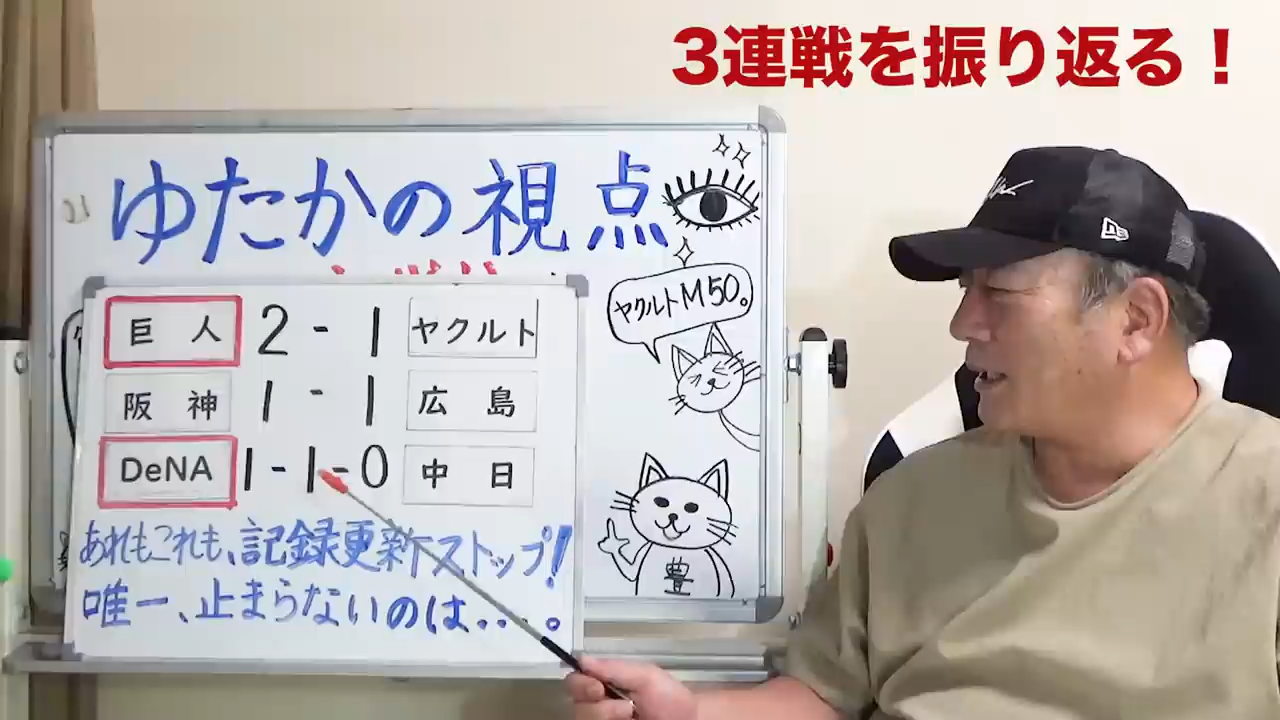 3連戦を振り返る！
ゆたかの視点
ヤクルトM50。
巨人 2-1 ヤクルト
阪神 1-1 広島
DeNA 1-1-0 中日
あれもこれも、記録更新ストップ!
唯一、止まらないのは...。
豊